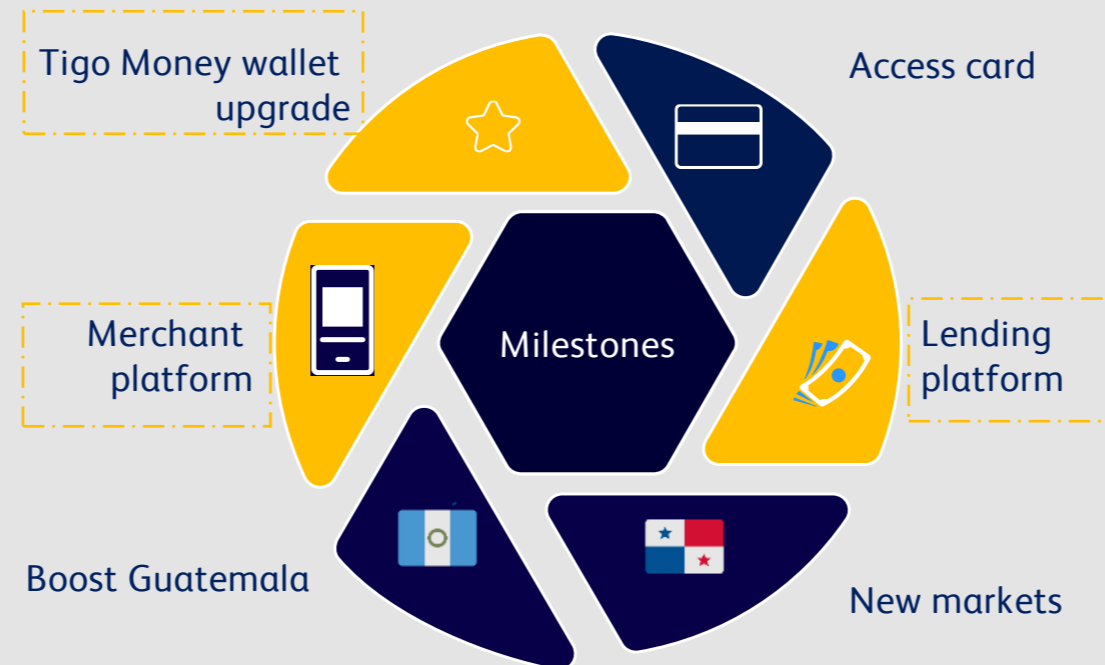 Tigo Money wallet
upgrade
Access card
Merchant
platform
Milestones
Lending
platform
Boost Guatemala
New markets